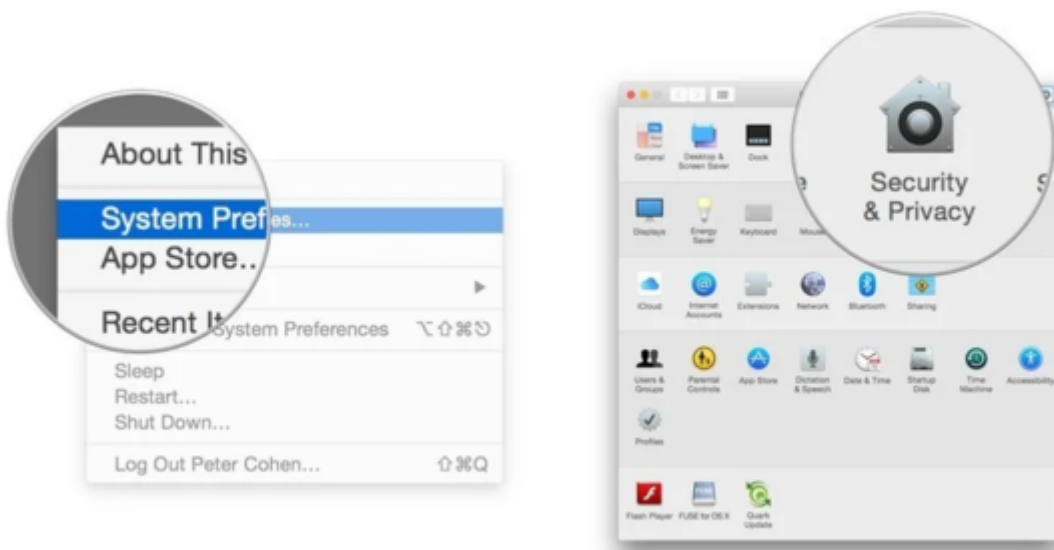 About This
System Prefes...
App Store..
Recent It
System Preferences ⌥⇧⌘⎋
Sleep
Restart...
Shut Down...
Log Out Peter Cohen... ⇧⌘Q
Security
& Privacy
General
Desktop &
Screen Saver
Dock
Displays
Energy
Saver
Keyboard
Mouse
iCloud
Internet
Accounts
Extensions
Network
Bluetooth
Sharing
Users &
Groups
Parental
Controls
App Store
Dictation
& Speech
Date & Time
Startup
Disk
Time
Machine
Accessibility
Profiles
Flash Player
FUSE for OS X
Quark
Update